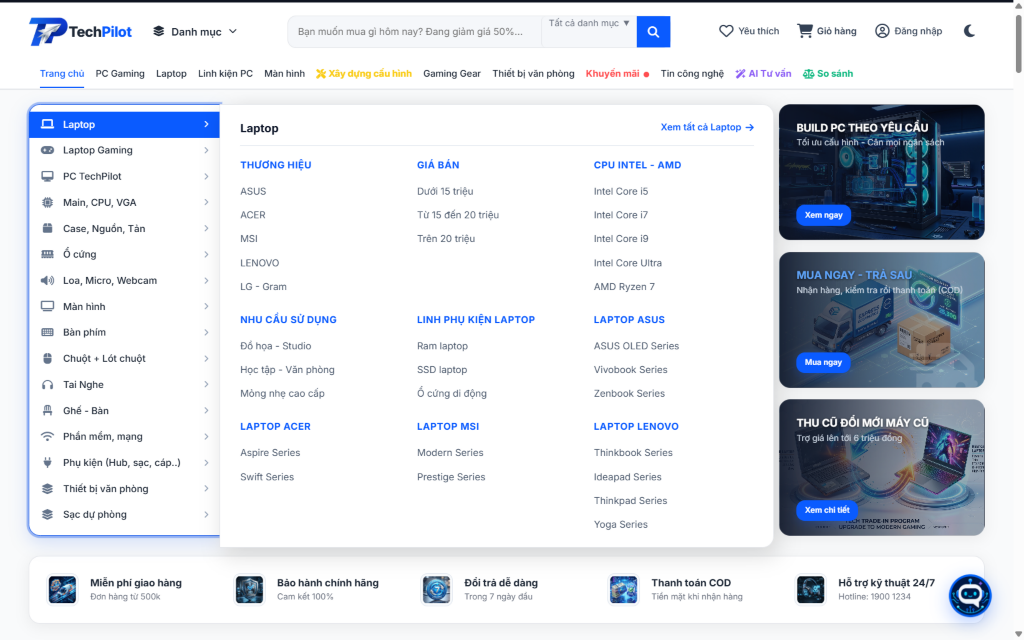 TechPilot
Danh mục
Bạn muốn mua gì hôm nay? Đang giảm giá 50%...
Tất cả danh mục
Yêu thích
Giỏ hàng
Đăng nhập
Trang chủ
PC Gaming
Laptop
Linh kiện PC
Màn hình
Xây dựng cấu hình
Gaming Gear
Thiết bị văn phòng
Khuyến mãi
Tin công nghệ
AI Tư vấn
So sánh
Laptop
Laptop Gaming
PC TechPilot
Main, CPU, VGA
Case, Nguồn, Tản
Ổ cứng
Loa, Micro, Webcam
Màn hình
Bàn phím
Chuột + Lót chuột
Tai Nghe
Ghế - Bàn
Phần mềm, mạng
Phụ kiện (Hub, sạc, cáp..)
Thiết bị văn phòng
Sạc dự phòng
Laptop
Xem tất cả Laptop
THƯƠNG HIỆU
ASUS
ACER
MSI
LENOVO
LG - Gram
GIÁ BÁN
Dưới 15 triệu
Từ 15 đến 20 triệu
Trên 20 triệu
CPU INTEL - AMD
Intel Core i5
Intel Core i7
Intel Core i9
Intel Core Ultra
AMD Ryzen 7
NHU CẦU SỬ DỤNG
Đồ họa - Studio
Học tập - Văn phòng
Mỏng nhẹ cao cấp
LINH PHỤ KIỆN LAPTOP
Ram laptop
SSD laptop
Ổ cứng di động
LAPTOP ASUS
ASUS OLED Series
Vivobook Series
Zenbook Series
LAPTOP ACER
Aspire Series
Swift Series
LAPTOP MSI
Modern Series
Prestige Series
LAPTOP LENOVO
Thinkbook Series
Ideapad Series
Thinkpad Series
Yoga Series
BUILD PC THEO YÊU CẦU
Tối ưu cấu hình - Cân mọi ngân sách
Xem ngay
MUA NGAY - TRẢ SAU
Nhận hàng, kiểm tra rồi thanh toán (COD)
Mua ngay
THU CŨ ĐỔI MỚI MÁY CŨ
Trợ giá lên tới 6 triệu đồng
Xem chi tiết
TECH TRADE-IN PROGRAM
UPGRADE TO MODERN GAMING
Miễn phí giao hàng
Đơn hàng từ 500k
Bảo hành chính hãng
Cam kết 100%
Đổi trả dễ dàng
Trong 7 ngày đầu
Thanh toán COD
Tiền mặt khi nhận hàng
Hỗ trợ kỹ thuật 24/7
Hotline: 1900 1234